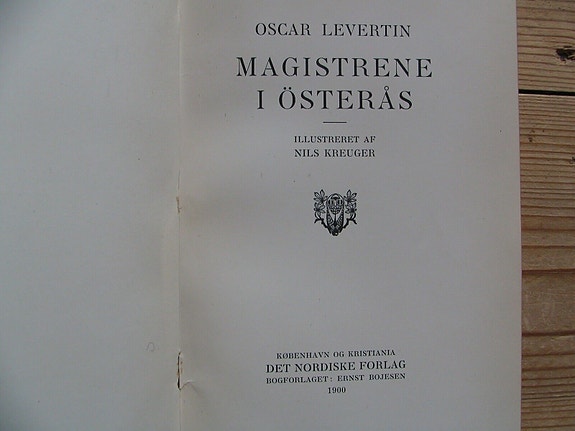 OSCAR LEVERTIN
MAGISTRENE
I ÖSTERÅS
ILLUSTRERET AF
NILS KREUGER
KØBENHAVN OG KRISTIANIA
DET NORDISKE FORLAG
BOGFORLAGET: ERNST BOJESEN
1900